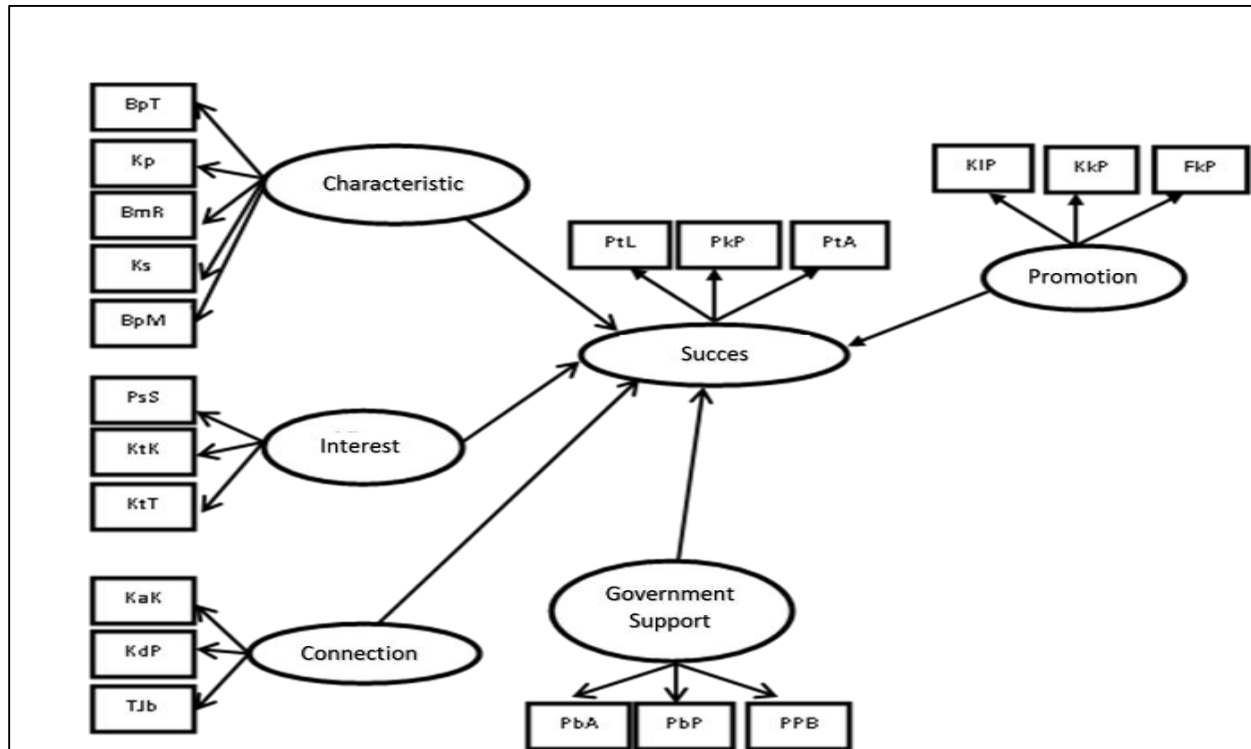 BpT
Kp
BmR
Ks
BpM
Characteristic
PtL
PkP
PtA
KlP
KkP
FkP
Promotion
Succes
PsS
KtK
KtT
Interest
KaK
KdP
TJb
Connection
Government
Support
PbA
PbP
PPB